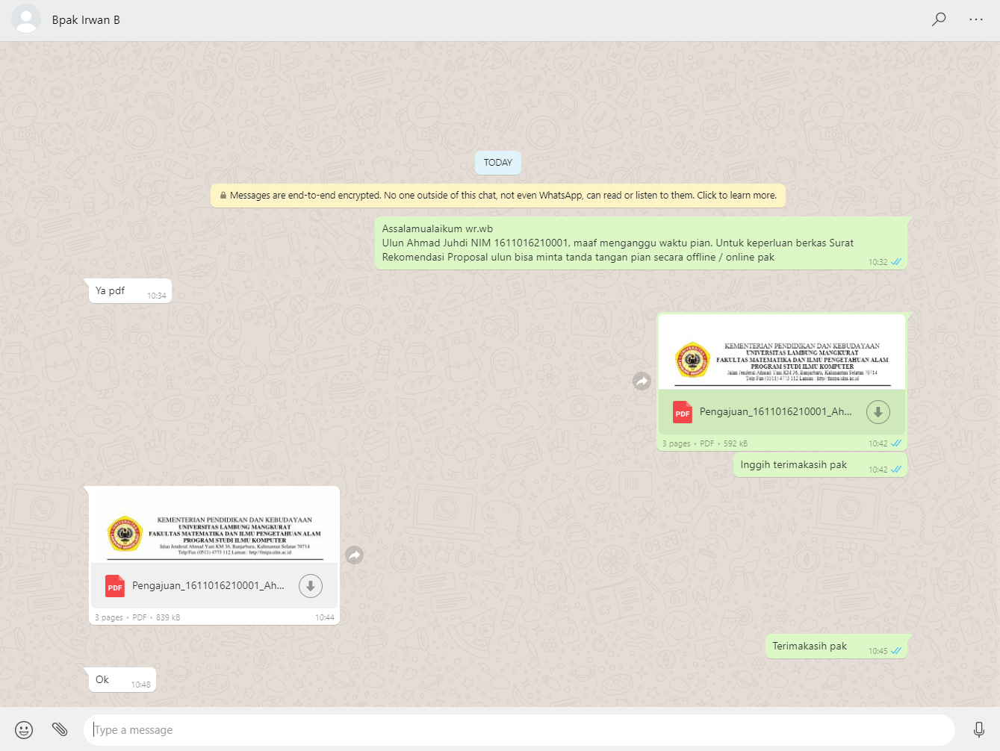 Bpak Irwan B
TODAY
Messages are end-to-end encrypted. No one outside of this chat, not even WhatsApp, can read or listen to them. Click to learn more.
Assalamualaikum wr.wb
Ulun Ahmad Juhdi NIM 1611016210001, maaf menganggu waktu pian. Untuk keperluan berkas Surat
Rekomendasi Proposal ulun bisa minta tanda tangan pian secara offline / online pak
10:32
Ya pdf
10:34
KEMENTERIAN PENDIDIKAN DAN KEBUDAYAAN
UNIVERSITAS LAMBUNG MANGKURAT
FAKULTAS MATEMATIKA DAN ILMU PENGETAHUAN ALAM
PROGRAM STUDI ILMU KOMPUTER
Jalan Jenderal Ahmad Yani KM 36, Banjarbaru, Kalimantan Selatan 70714
Telp/Fax (0511) 4773 112 Laman : http//fmipa.ulm.ac.id
PDF
Pengajuan_1611016210001_Ah...
3 pages • PDF • 592 kB
10:42
Inggih terimakasih pak
10:42
KEMENTERIAN PENDIDIKAN DAN KEBUDAYAAN
UNIVERSITAS LAMBUNG MANGKURAT
FAKULTAS MATEMATIKA DAN ILMU PENGETAHUAN ALAM
PROGRAM STUDI ILMU KOMPUTER
Jalan Jenderal Ahmad Yani KM 36, Banjarbaru, Kalimantan Selatan 70714
Telp/Fax (0511) 4773 112 Laman : http//fmipa.ulm.ac.id
PDF
Pengajuan_1611016210001_Ah...
3 pages • PDF • 839 kB
10:44
Terimakasih pak
10:45
Ok
10:48
Type a message